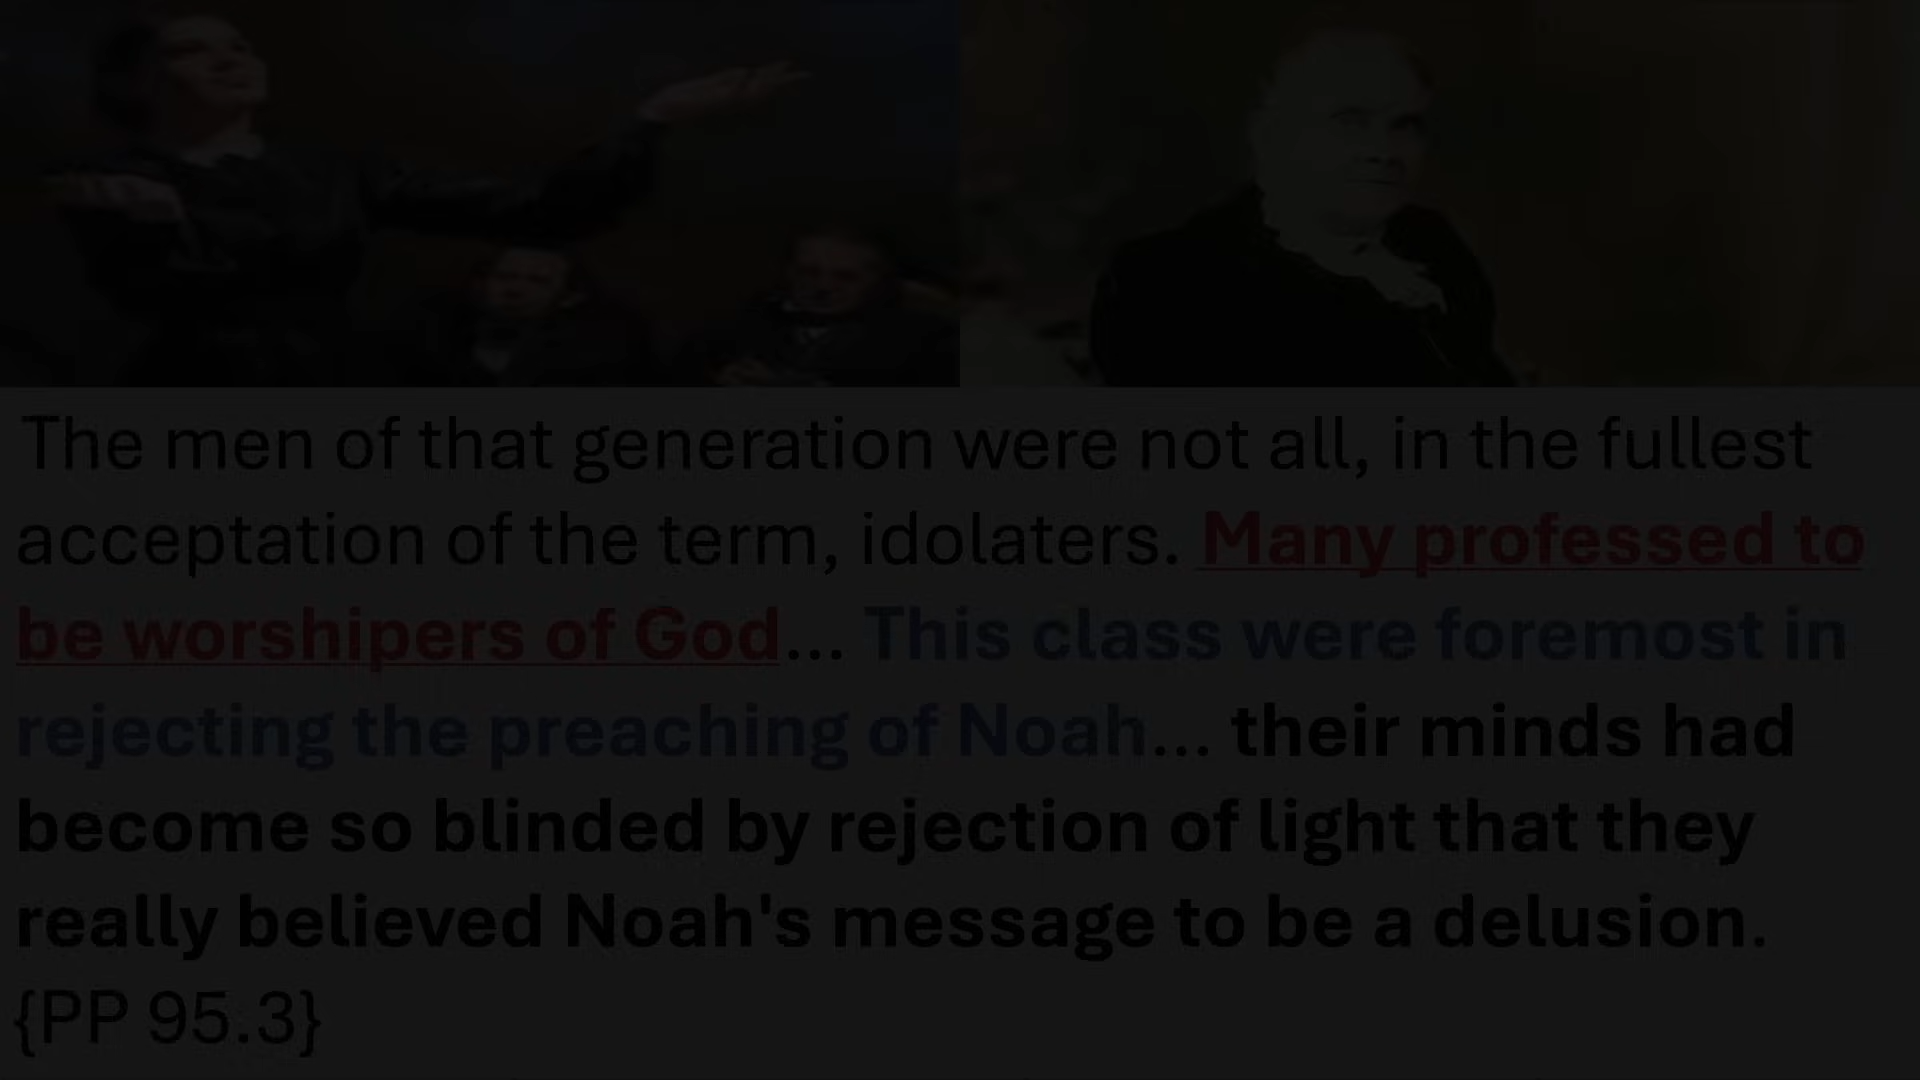 The men of that generation were not all, in the fullest
acceptation of the term, idolaters. Many professed to
be worshipers of God... This class were foremost in
rejecting the preaching of Noah... their minds had
become so blinded by rejection of light that they
really believed Noah's message to be a delusion.
{PP 95.3}